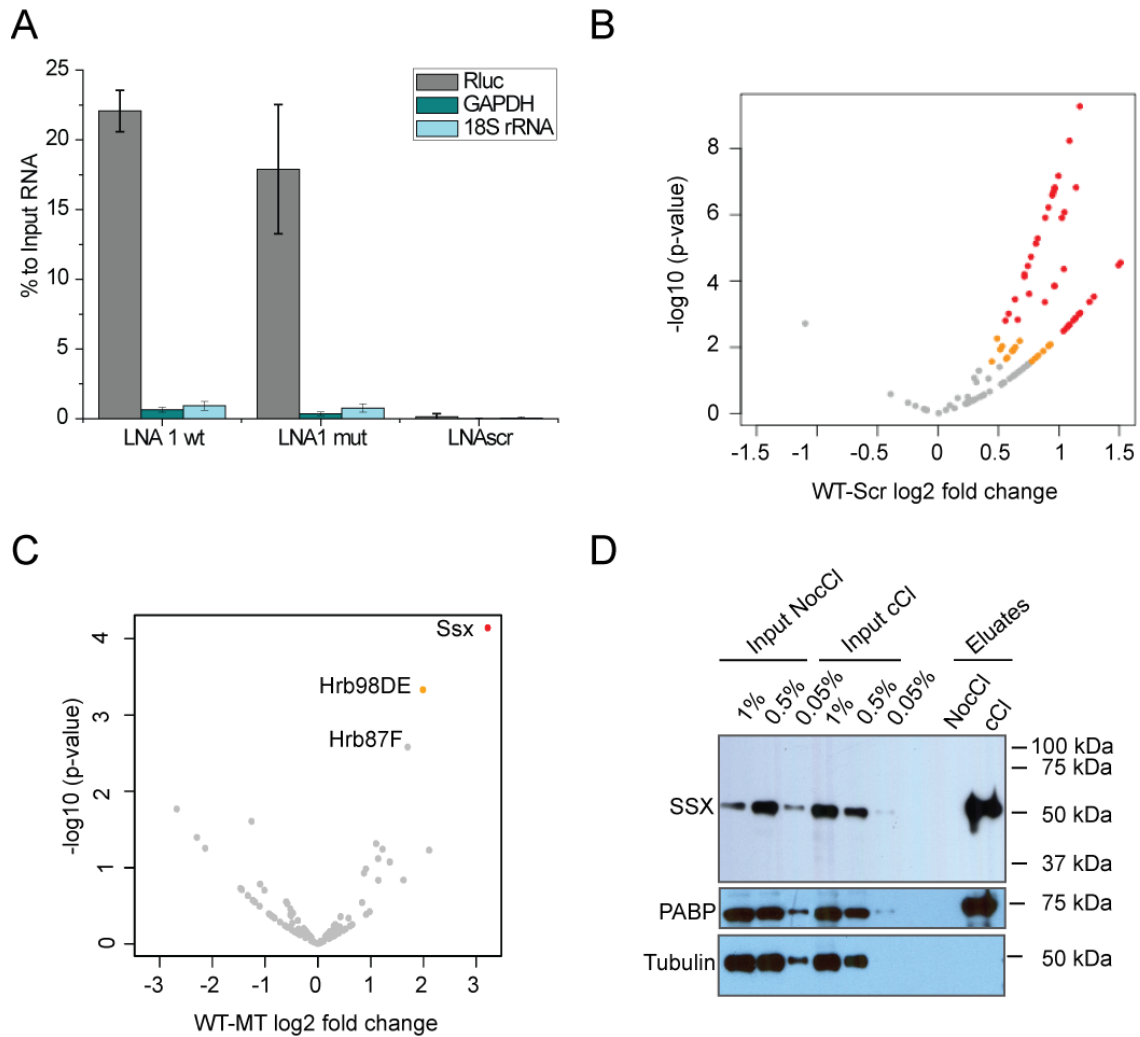 A
25
20
15
10
5
0
% to Input RNA
Rluc
GAPDH
18S rRNA
LNA 1 wt
LNA1 mut
LNAscr
B
8
6
4
2
0
-log10 (p-value)
-1.5
-1
-0.5
0
0.5
1
1.5
WT-Scr log2 fold change
C
4
3
2
1
0
-log10 (p-value)
Ssx
Hrb98DE
Hrb87F
-3
-2
-1
0
1
2
3
WT-MT log2 fold change
D
Input NocCl
Input cCl
Eluates
1%
0.5%
0.05%
1%
0.5%
0.05%
NocCl
cCl
SSX
PABP
Tubulin
100 kDa
75 kDa
50 kDa
37 kDa
75 kDa
50 kDa